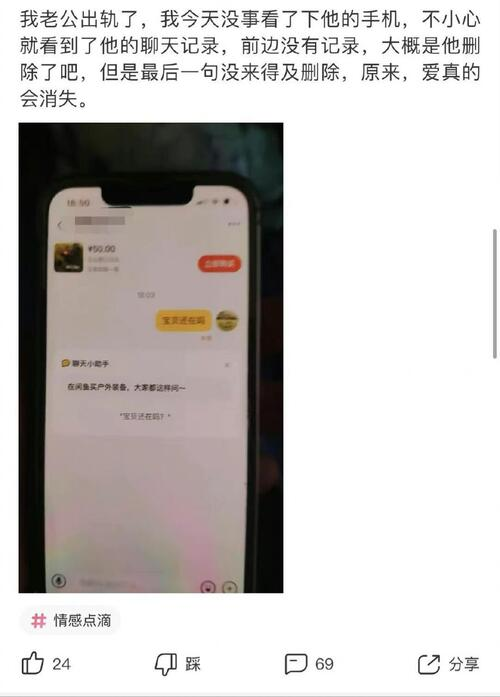 我老公出轨了，我今天没事看了下他的手机，不小心
就看到了他的聊天记录，前边没有记录，大概是他删
除了吧，但是最后一句没来得及删除，原来，爱真的
会消失。
18:50
¥50.00
立即购买
18:03
宝贝还在吗
聊天小助手
在闲鱼买户外装备，大家都这样问～
"宝贝还在吗？"
# 情感点滴
24
踩
69
分享